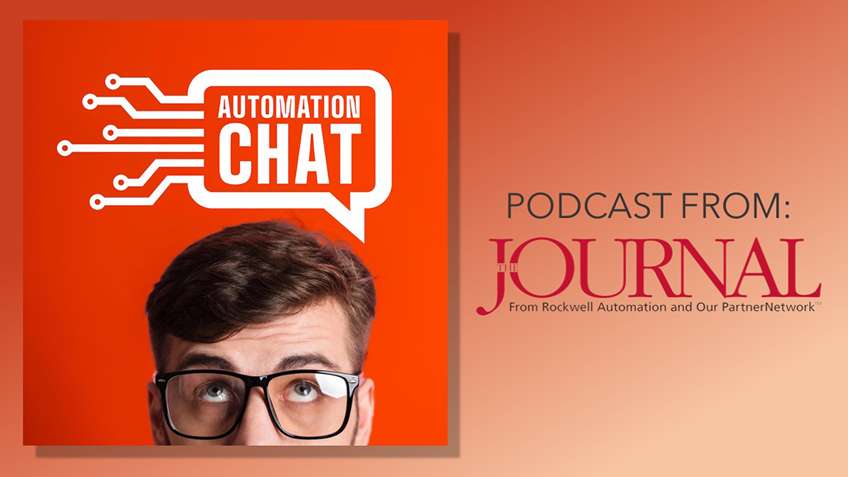 AUTOMATION
CHAT
PODCAST FROM:
THE JOURNAL
From Rockwell Automation and Our PartnerNetwork™